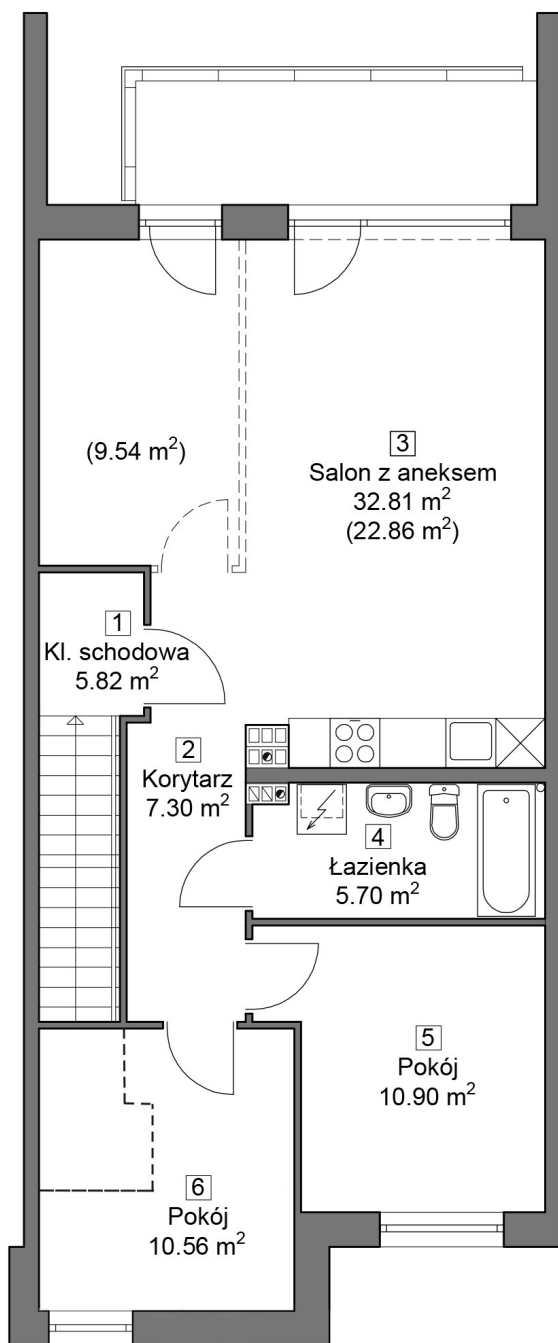 (9.54 m²)
3
Salon z aneksem
32.81 m²
(22.86 m²)
1
Kl. schodowa
5.82 m²
2
Korytarz
7.30 m²
4
Łazienka
5.70 m²
5
Pokój
10.90 m²
6
Pokój
10.56 m²